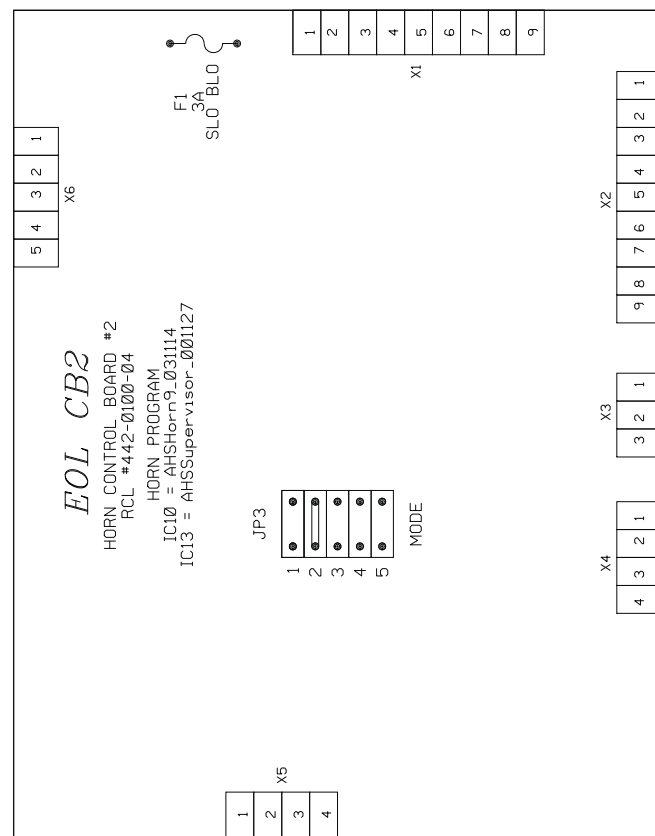 EOL CB2
HORN CONTROL BOARD #2
RCL #442-0100-04
HORN PROGRAM
IC10 = AHSHorn9_031114
IC13 = AHSSupervisor_001127
F1
3A
SLO BLO
1 2 3 4 5 6 7 8 9
X1
1 2 3 4 5 6 7 8 9
X2
1 2 3
X3
1 2 3 4
X4
1 2 3 4
X5
5 4 3 2 1
X6
JP3
1
2
3
4
5
MODE